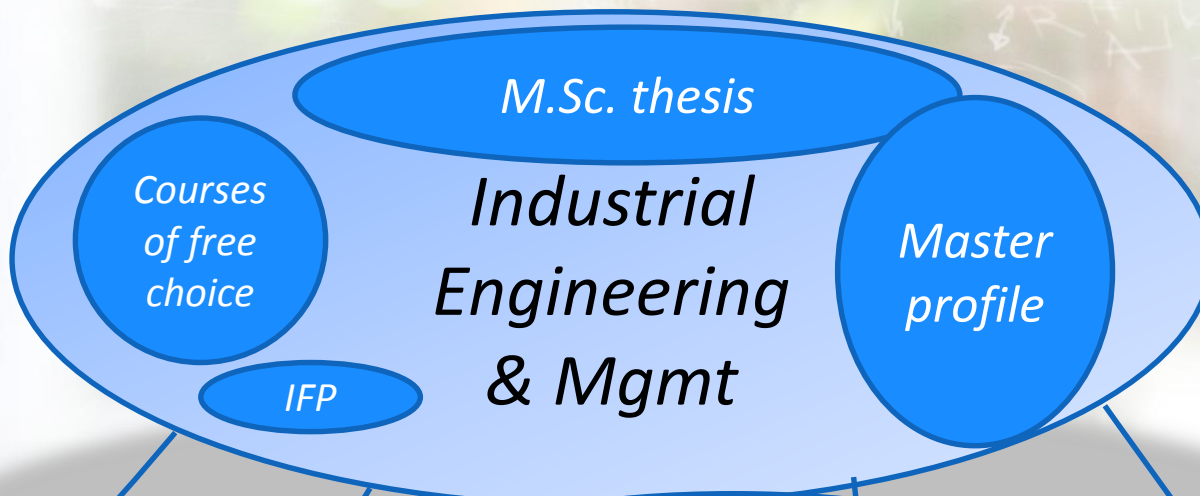 M.Sc. thesis
Courses
of free
choice
Industrial
Engineering
& Mgmt
Master
profile
IFP